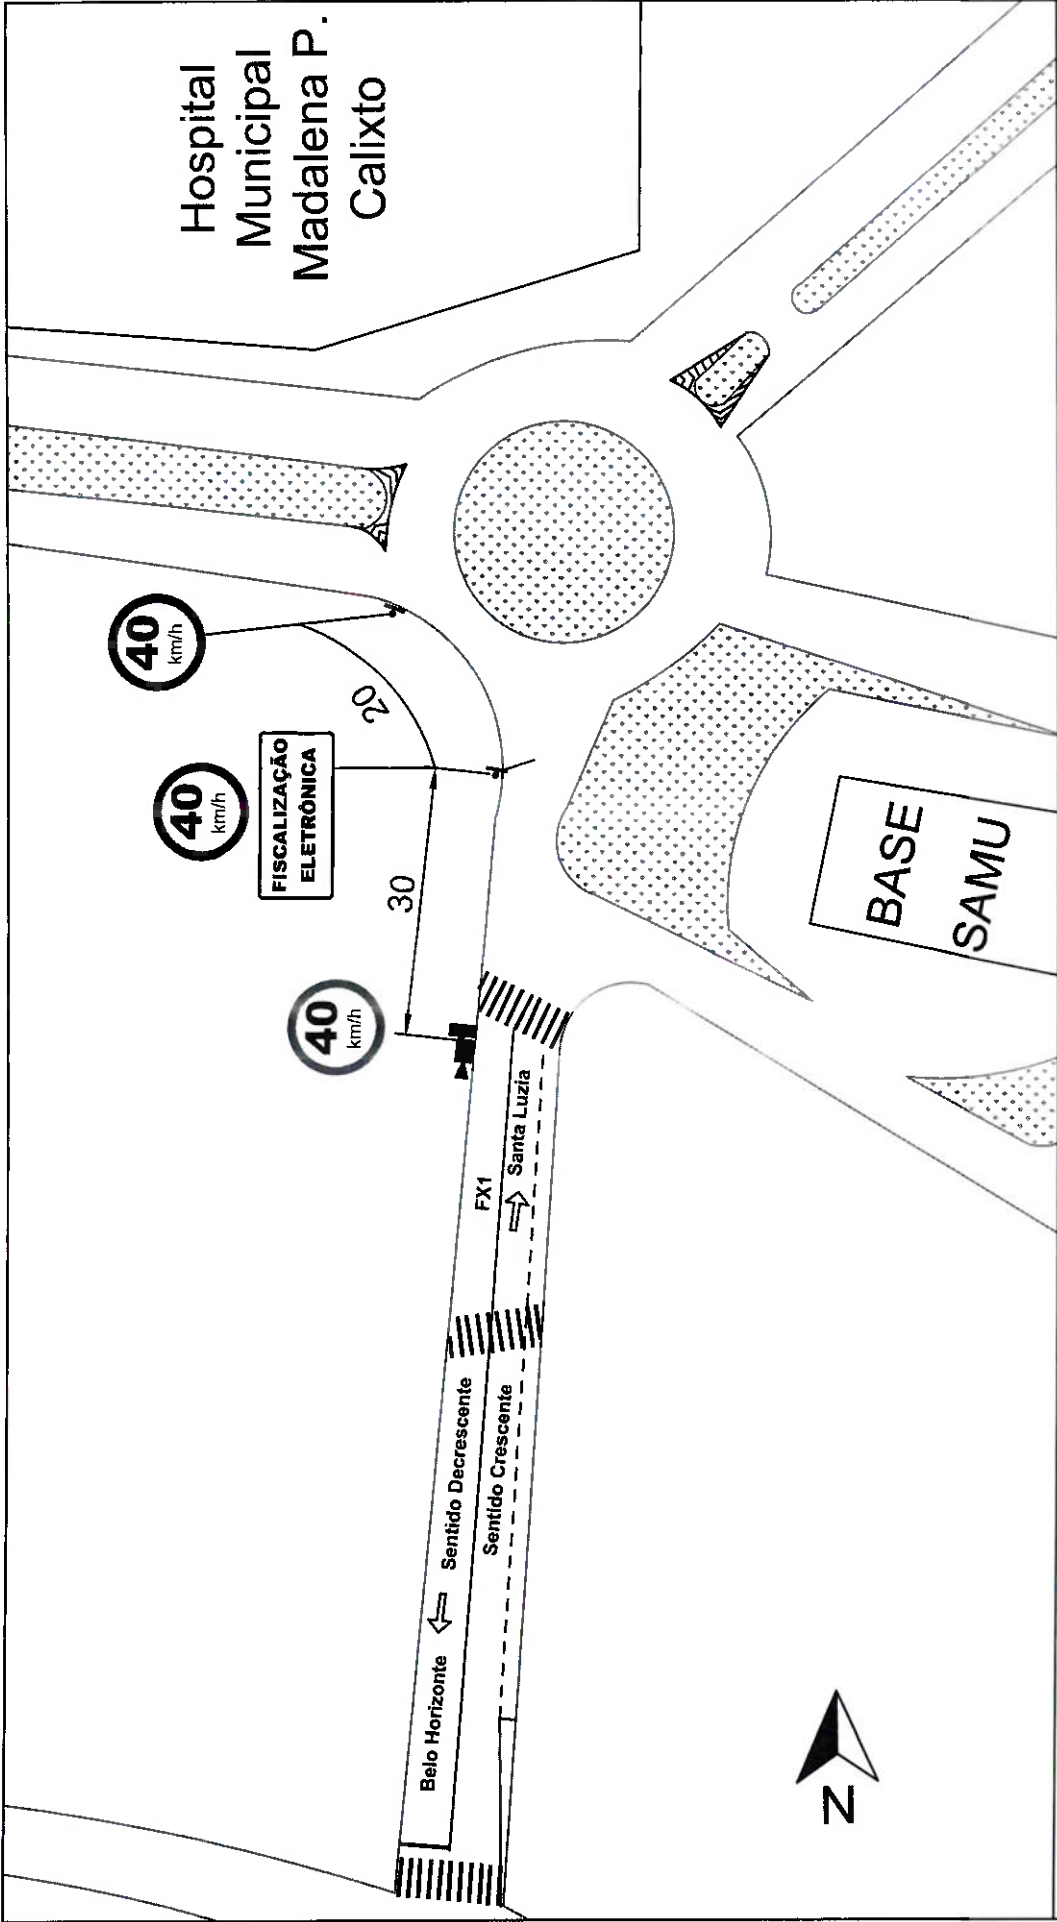 Hospital
Municipal
Madalena P.
Calixto
40
km/h
20
40
km/h
FISCALIZAÇÃO
ELETRÔNICA
30
40
km/h
BASE
SAMU
FX1
Santa Luzia
Sentido Decrescente
Sentido Crescente
Belo Horizonte
N